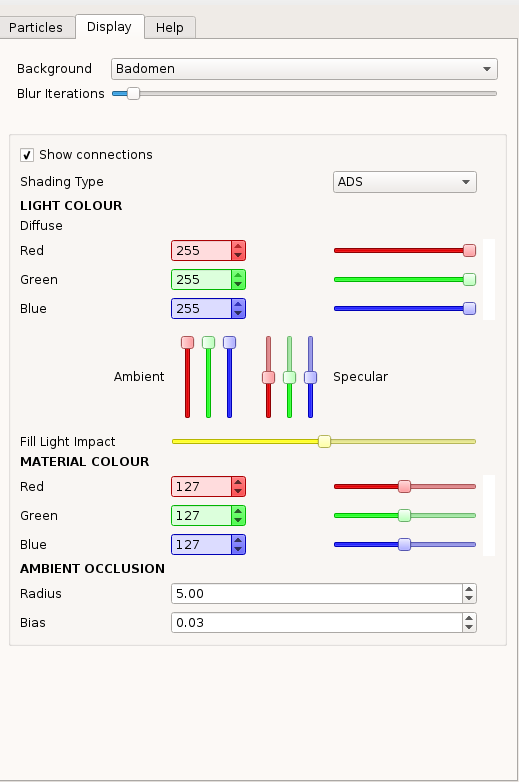 Particles Display Help
Background Badomen
Blur Iterations
Show connections
Shading Type ADS
LIGHT COLOUR
Diffuse
Red 255
Green 255
Blue 255
Ambient Specular
Fill Light Impact
MATERIAL COLOUR
Red 127
Green 127
Blue 127
AMBIENT OCCLUSION
Radius 5.00
Bias 0.03